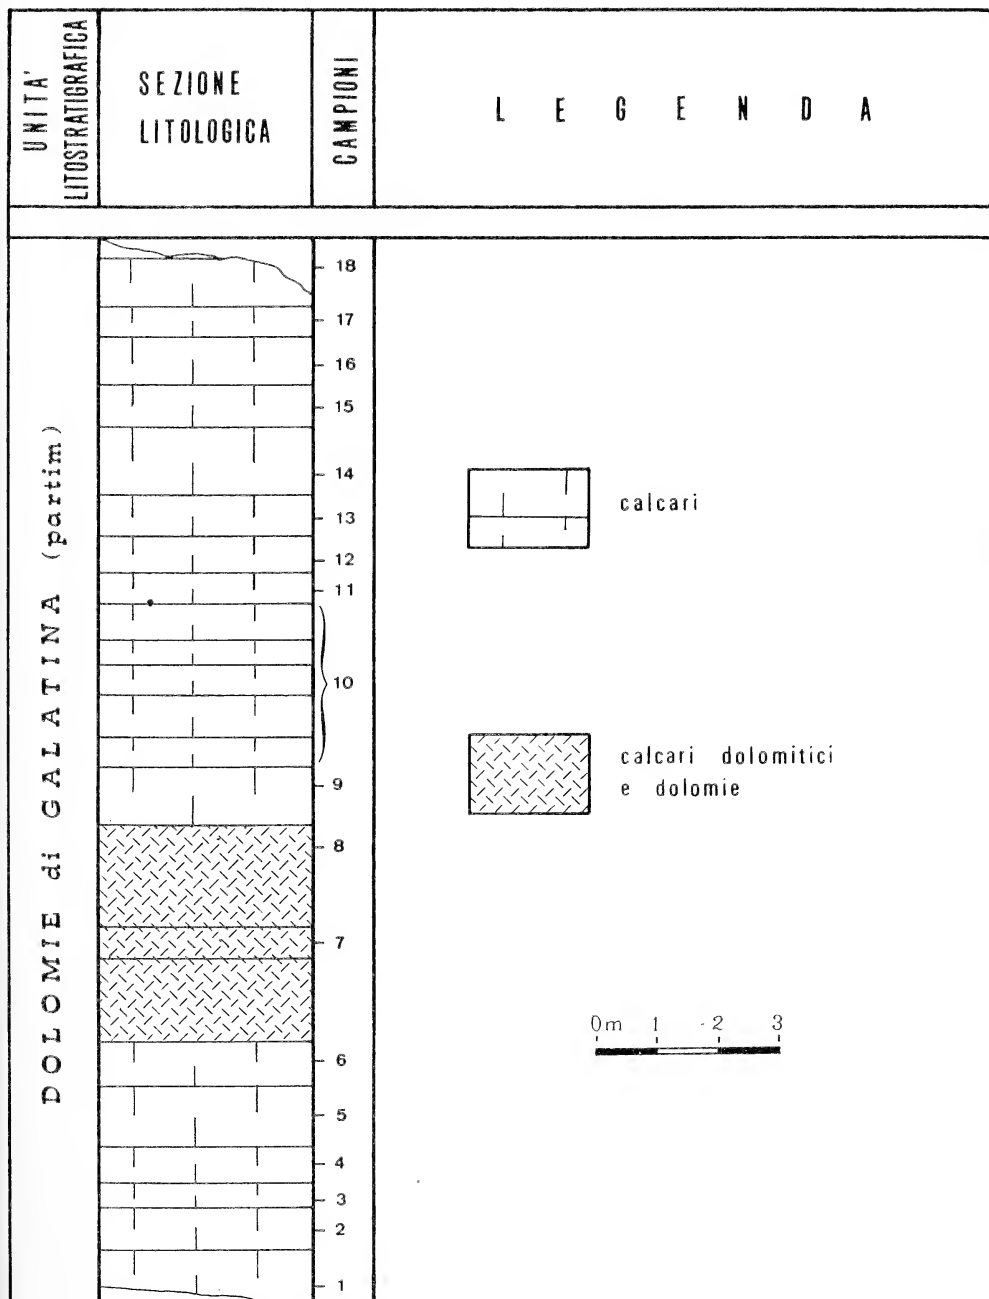 UNITA'
LITOSTRATIGRAFICA
SEZIONE
LITOLOGICA
CAMPIONI
LEGENDA
DOLOMIE di GALATINA (partim)
18
17
16
15
14
13
12
11
10
9
8
7
6
5
4
3
2
1
calcari
calcari dolomitici
e dolomie
0m 1 2 3